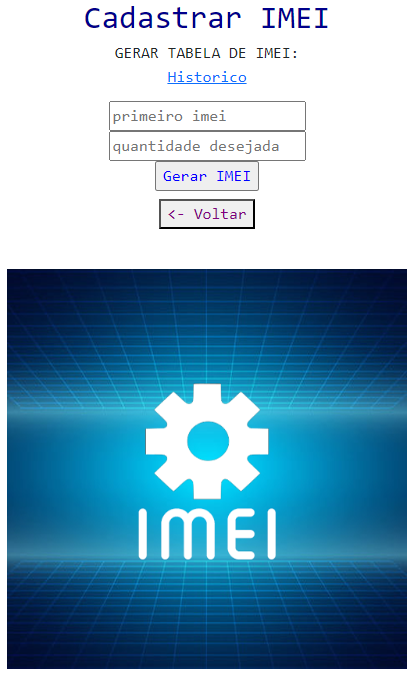 Cadastrar IMEI
GERAR TABELA DE IMEI:
Historico
primeiro imei
quantidade desejada
Gerar IMEI
<- Voltar
IMEI